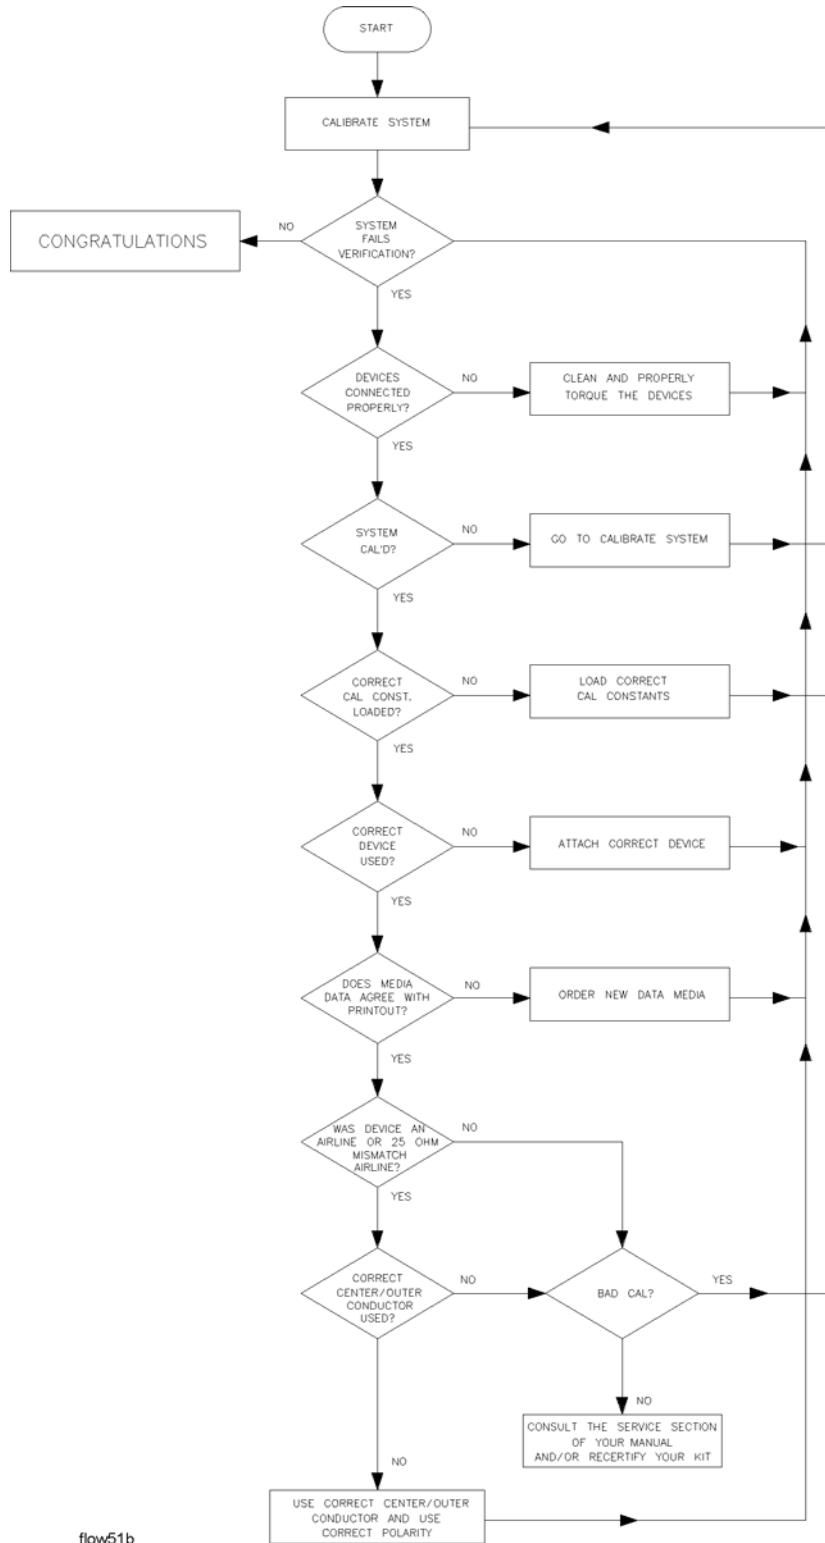 START
CALIBRATE SYSTEM
CONGRATULATIONS
NO
SYSTEM
FAILS
VERIFICATION?
YES
DEVICES
CONNECTED
PROPERLY?
NO
CLEAN AND PROPERLY
TORQUE THE DEVICES
YES
SYSTEM
CAL'D?
NO
GO TO CALIBRATE SYSTEM
YES
CORRECT
CAL CONST.
LOADED?
NO
LOAD CORRECT
CAL CONSTANTS
YES
CORRECT
DEVICE
USED?
NO
ATTACH CORRECT DEVICE
YES
DOES MEDIA
DATA AGREE WITH
PRINTOUT?
NO
ORDER NEW DATA MEDIA
YES
WAS DEVICE AN
AIRLINE OR 25 OHM
MISMATCH
AIRLINE?
NO
YES
CORRECT
CENTER/OUTER
CONDUCTOR
USED?
NO
BAD CAL?
YES
NO
CONSULT THE SERVICE SECTION
OF YOUR MANUAL
AND/OR RECERTIFY YOUR KIT
NO
USE CORRECT CENTER/OUTER
CONDUCTOR AND USE
CORRECT POLARITY
flow51b